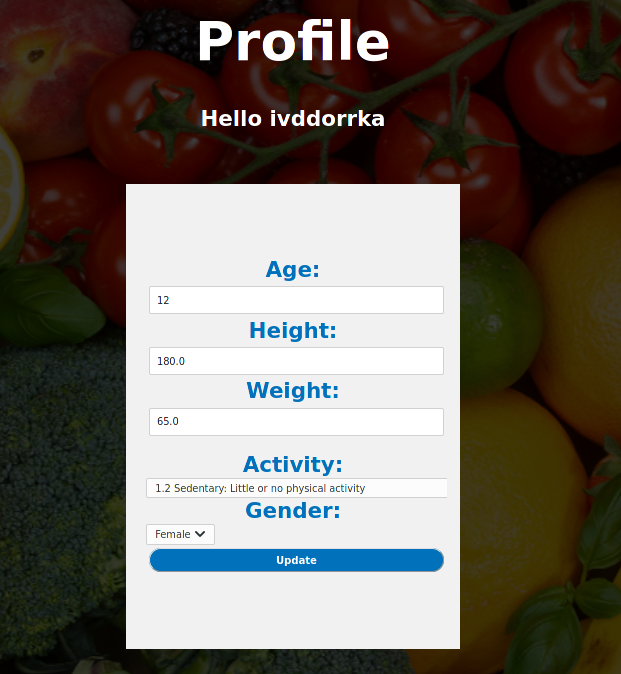 Profile
Hello ivddorrka
Age:
12
Height:
180.0
Weight:
65.0
Activity:
1.2 Sedentary: Little or no physical activity
Gender:
Female
Update